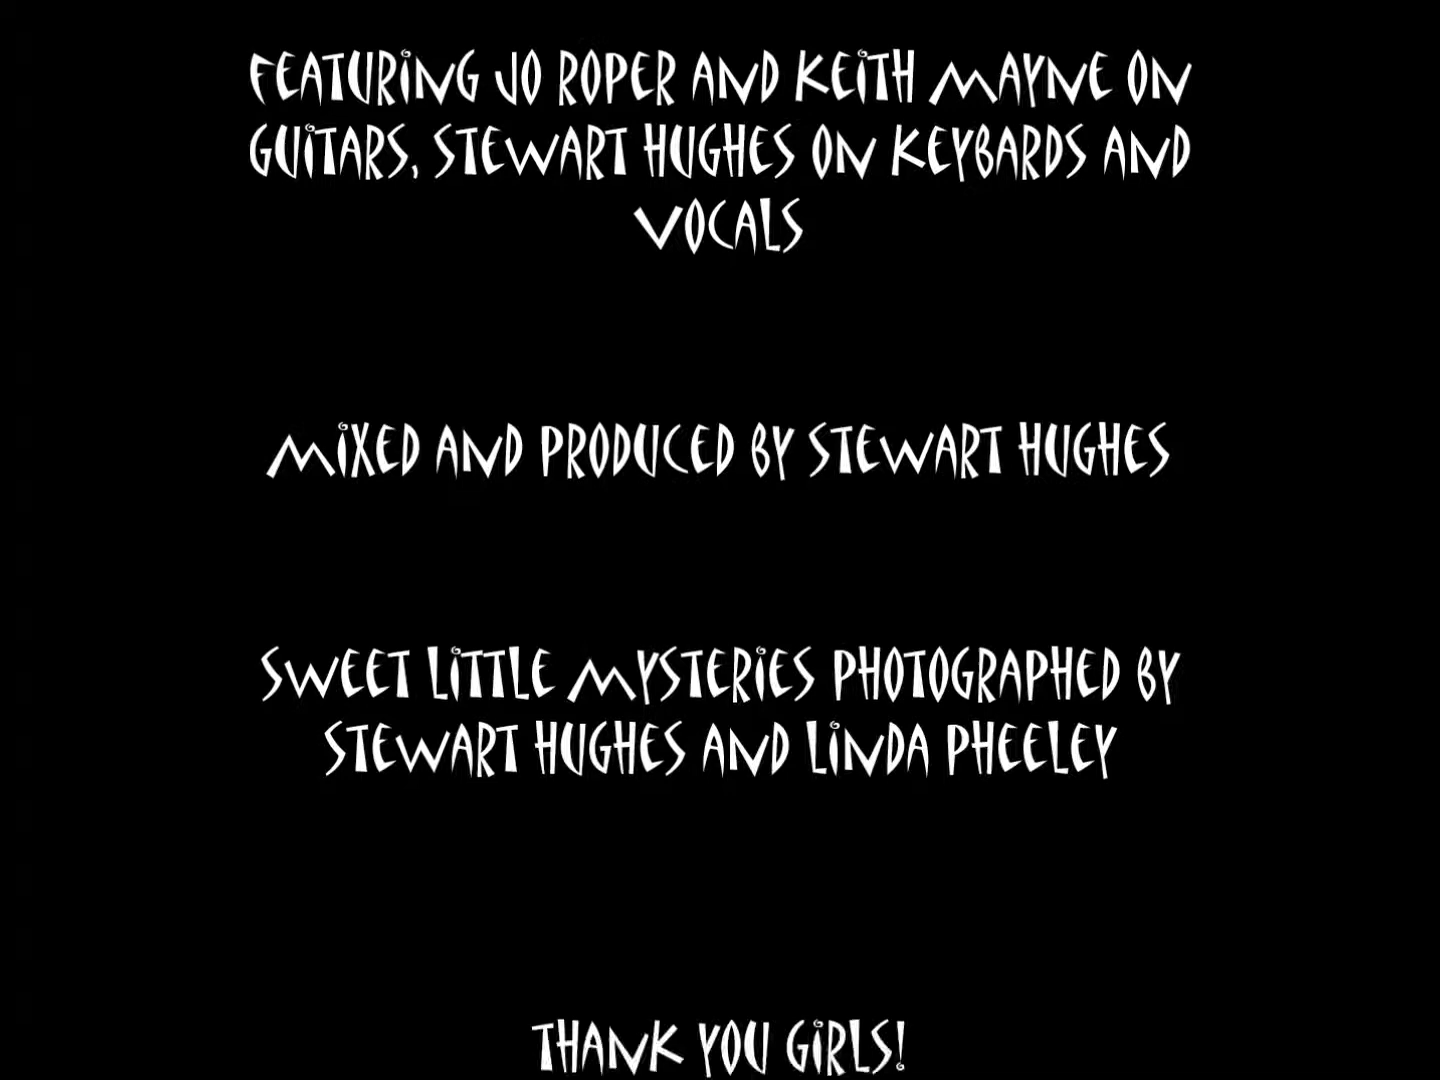 FEATURING JO ROPER AND KEITH MAYNE ON
GUITARS, STEWART HUGHES ON KEYBARDS AND
VOCALS
MIXED AND PRODUCED BY STEWART HUGHES
SWEET LITTLE MYSTERIES PHOTOGRAPHED BY
STEWART HUGHES AND LINDA PHEELEY
THANK YOU GIRLS!